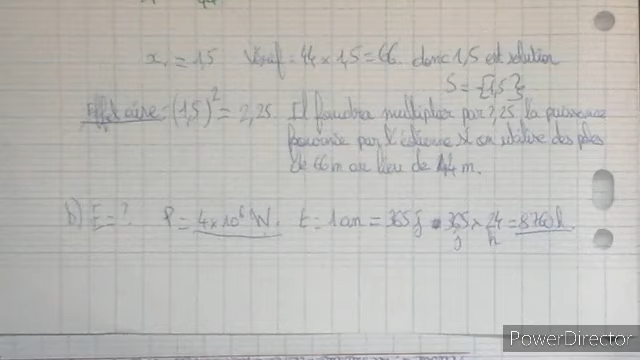 x = 1,5 Vérif: 44 × 1,5 = 66 donc 1,5 est solution
S = {1,5}
Effet aire: (1,5)² = 2,25 Il faudra multiplier par 2,25 la puissance
fournie par l'éolienne si on utilise des pâles
de 66 m au lieu de 44 m.
b) E = ? P = 4 × 10⁶ W. t = 1 an = 365 j 365 × 24 = 8760 h.
j h
PowerDirector